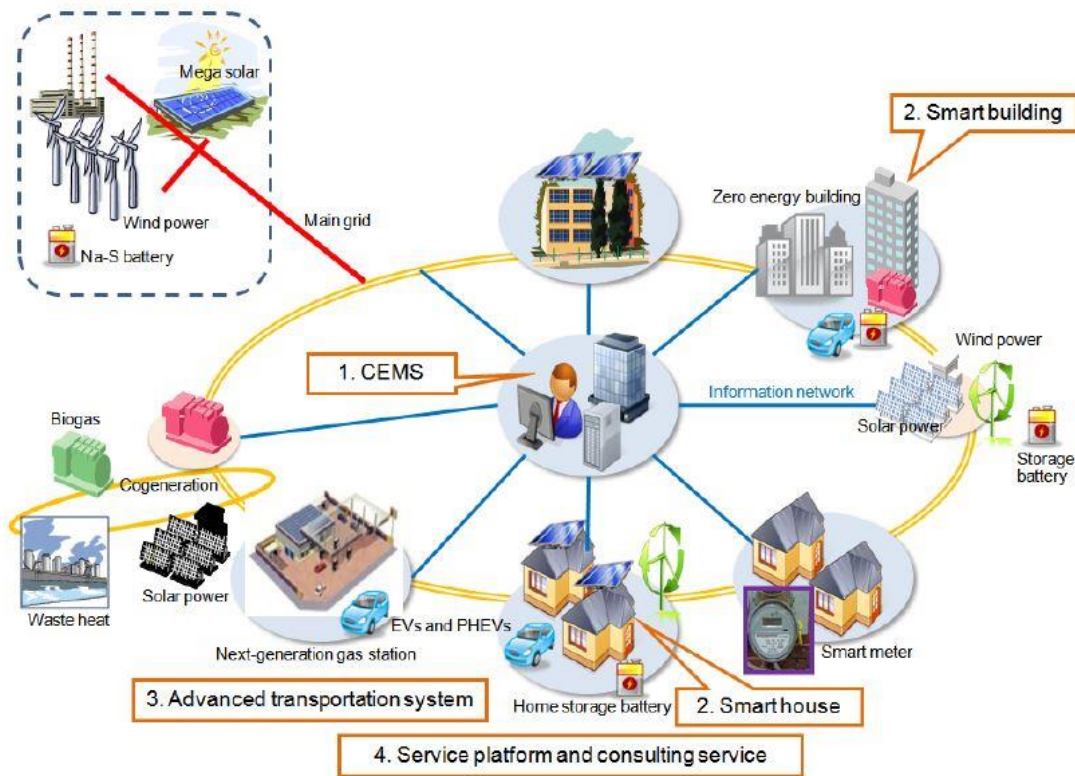 Mega solar
Wind power
Na-S battery
Main grid
2. Smart building
Zero energy building
1. CEMS
Wind power
Information network
Solar power
Storage
battery
Biogas
Cogeneration
Waste heat
Solar power
EVs and PHEVs
Next-generation gas station
Smart meter
3. Advanced transportation system
Home storage battery
2. Smart house
4. Service platform and consulting service